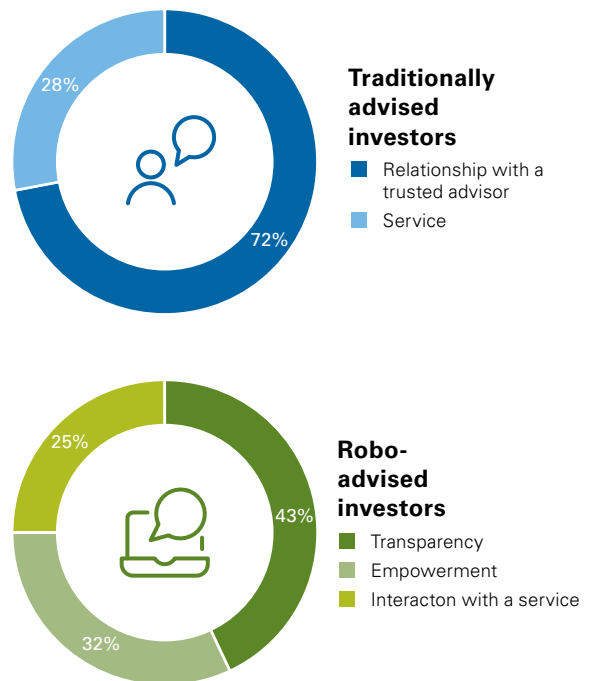 28%
72%
Traditionally
advised
investors
Relationship with a
trusted advisor
Service
25%
43%
32%
Robo-
advised
investors
Transparency
Empowerment
Interacton with a service